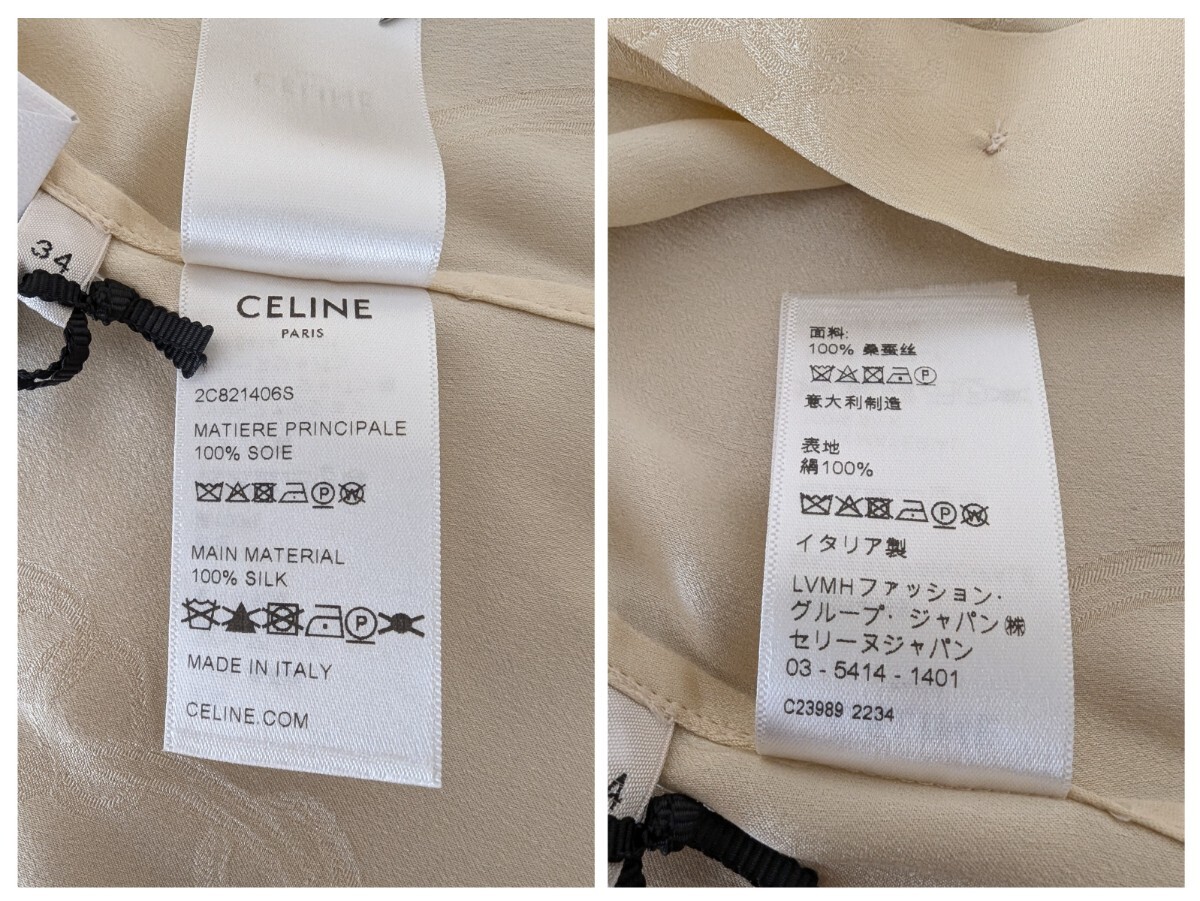 CELINE
34
CELINE
PARIS
2C821406S
MATIERE PRINCIPALE
100% SOIE
P W
MAIN MATERIAL
100% SILK
P
MADE IN ITALY
CELINE.COM
面料:
100% 桑蚕丝
P
意大利制造
表地
絹100%
P W
イタリア製
LVMHファッション・
グループ・ジャパン㈱
セリーヌジャパン
03 - 5414 - 1401
C23989 2234
4